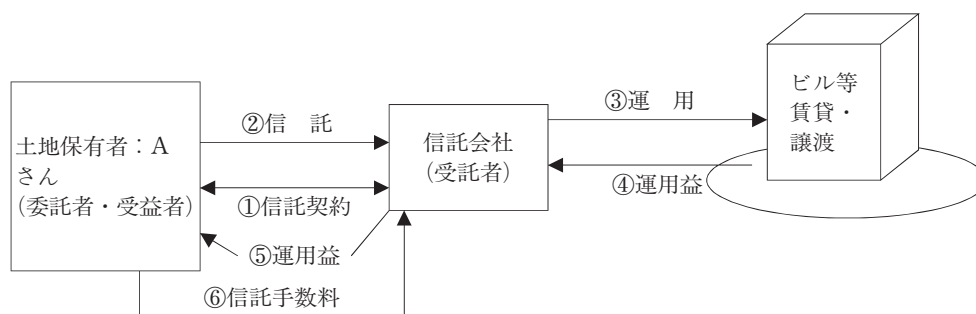 土地保有者：A
さん
（委託者・受益者）
②信　託
①信託契約
⑤運用益
⑥信託手数料
信託会社
（受託者）
③運　用
④運用益
ビル等
賃貸・
譲渡